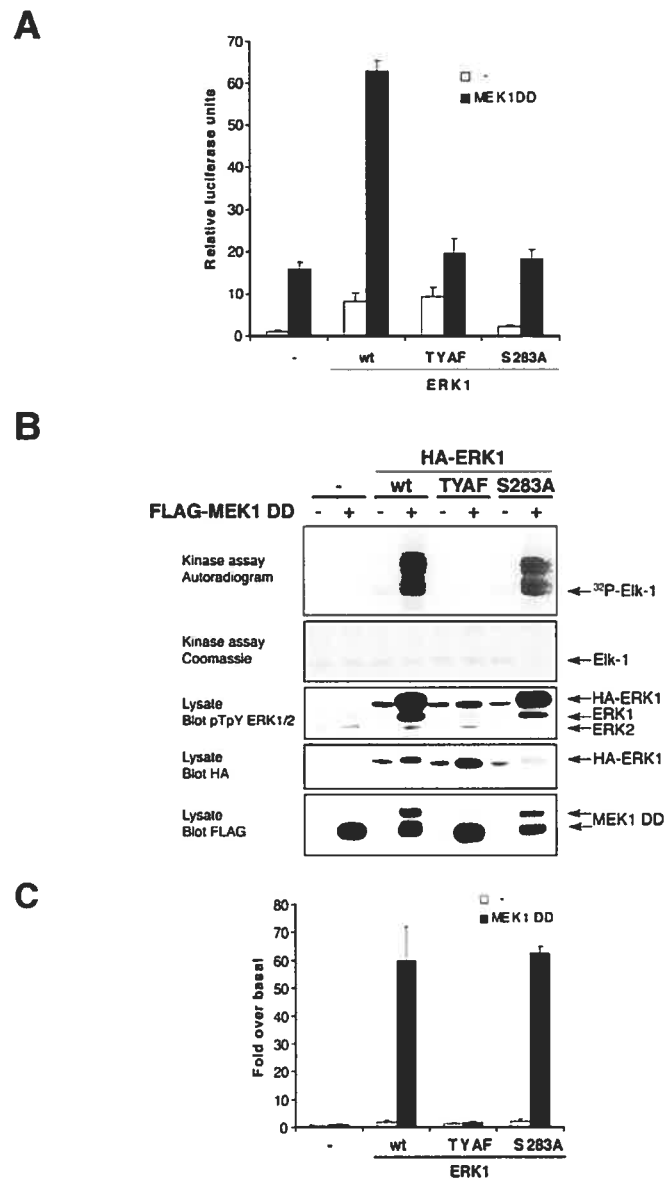 A
70
60
50
40
30
20
10
0
Relative luciferase units
-
MEK1DD
- wt TYAF S283A
ERK1
B
HA-ERK1
- wt TYAF S283A
FLAG-MEK1 DD - + - + - + - +
Kinase assay
Autoradiogram
32P-Elk-1
Kinase assay
Coomassie
Elk-1
Lysate
Blot pTpY ERK1/2
HA-ERK1
ERK1
ERK2
Lysate
Blot HA
HA-ERK1
Lysate
Blot FLAG
MEK1 DD
C
80
70
60
50
40
30
20
10
0
Fold over basal
-
MEK1 DD
- wt TYAF S283A
ERK1